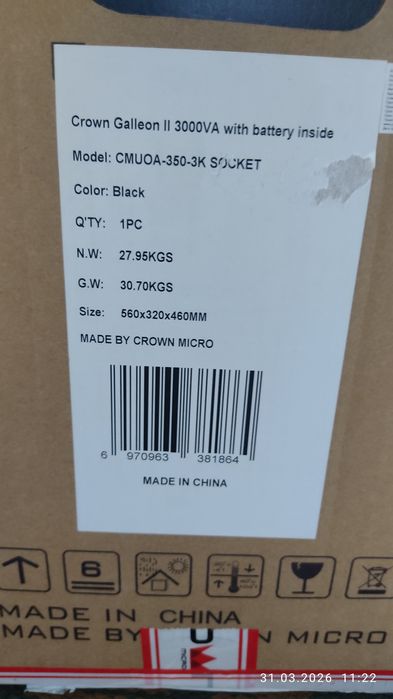 Crown Galleon II 3000VA with battery inside
Model: CMUOA-350-3K SOCKET
Color: Black
Q'TY: 1PC
N.W: 27.95KGS
G.W: 30.70KGS
Size: 560x320x460MM
MADE BY CROWN MICRO
6 970963 381864
MADE IN CHINA
6
MADE IN CHINA
MADE BY
N MICRO
31.03.2026 11:22